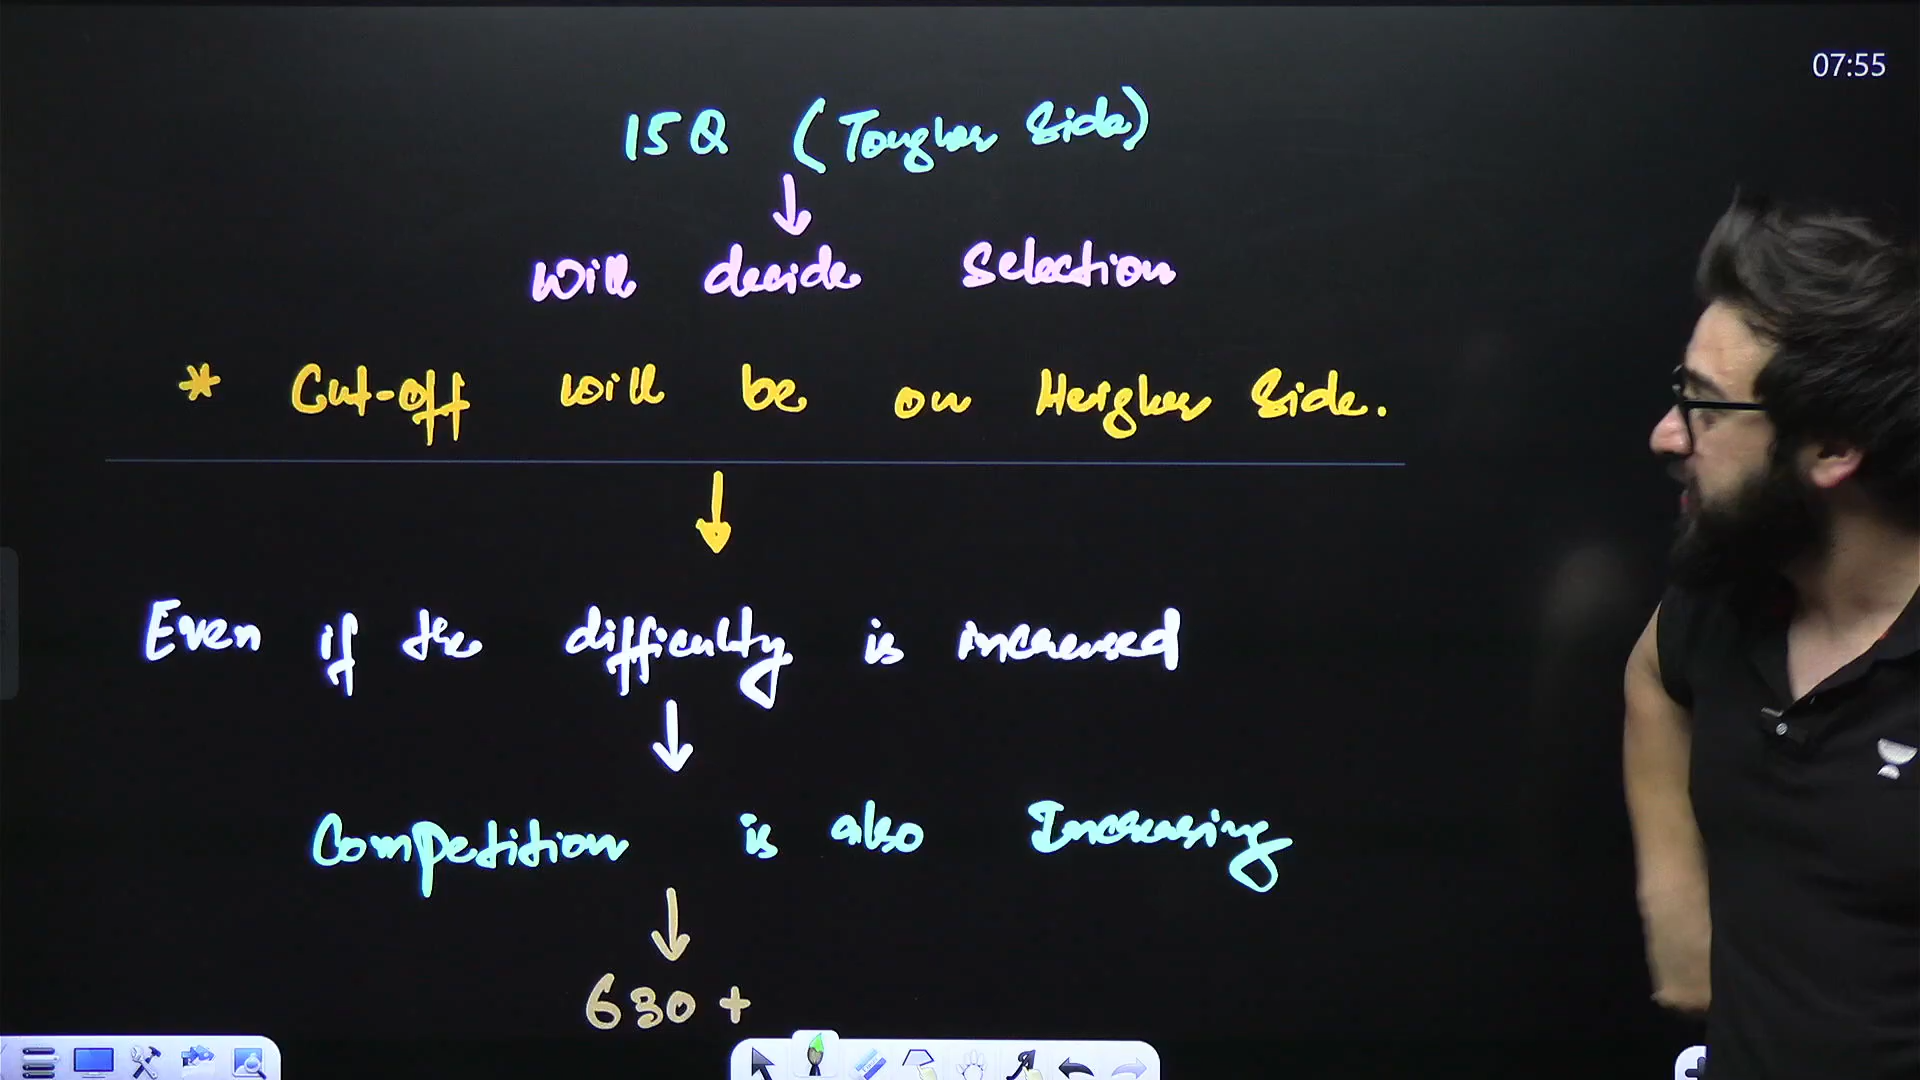 07:55
15Q (Tougher Side)
Will decide Selection
* Cut-off will be on Heigher Side.
Even if the difficulty is increased
Competition is also Increasing
630 +